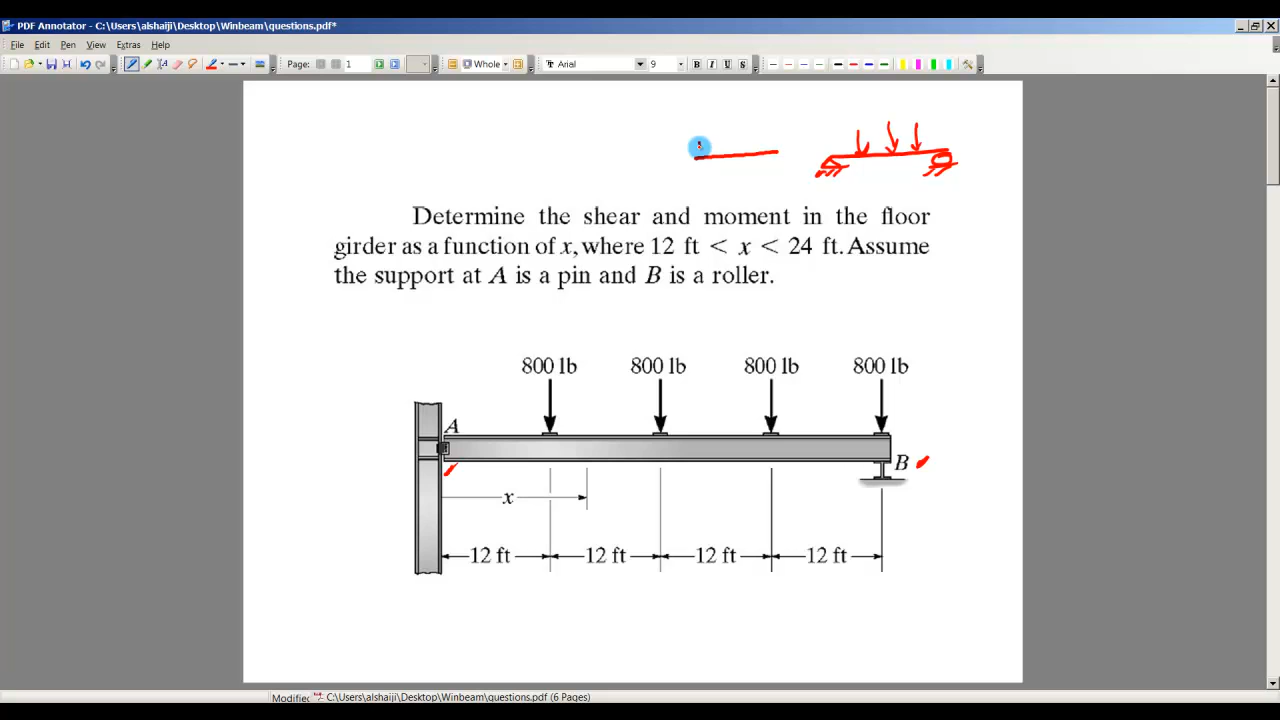 PDF Annotator - C:\Users\alshaiji\Desktop\Winbeam\questions.pdf*
File Edit Pen View Extras Help
Page: 1 Whole Arial 9 B I U S
Determine the shear and moment in the floor
girder as a function of x, where 12 ft < x < 24 ft. Assume
the support at A is a pin and B is a roller.
800 lb 800 lb 800 lb 800 lb
A
B
x
12 ft 12 ft 12 ft 12 ft
Modified C:\Users\alshaiji\Desktop\Winbeam\questions.pdf (6 Pages)